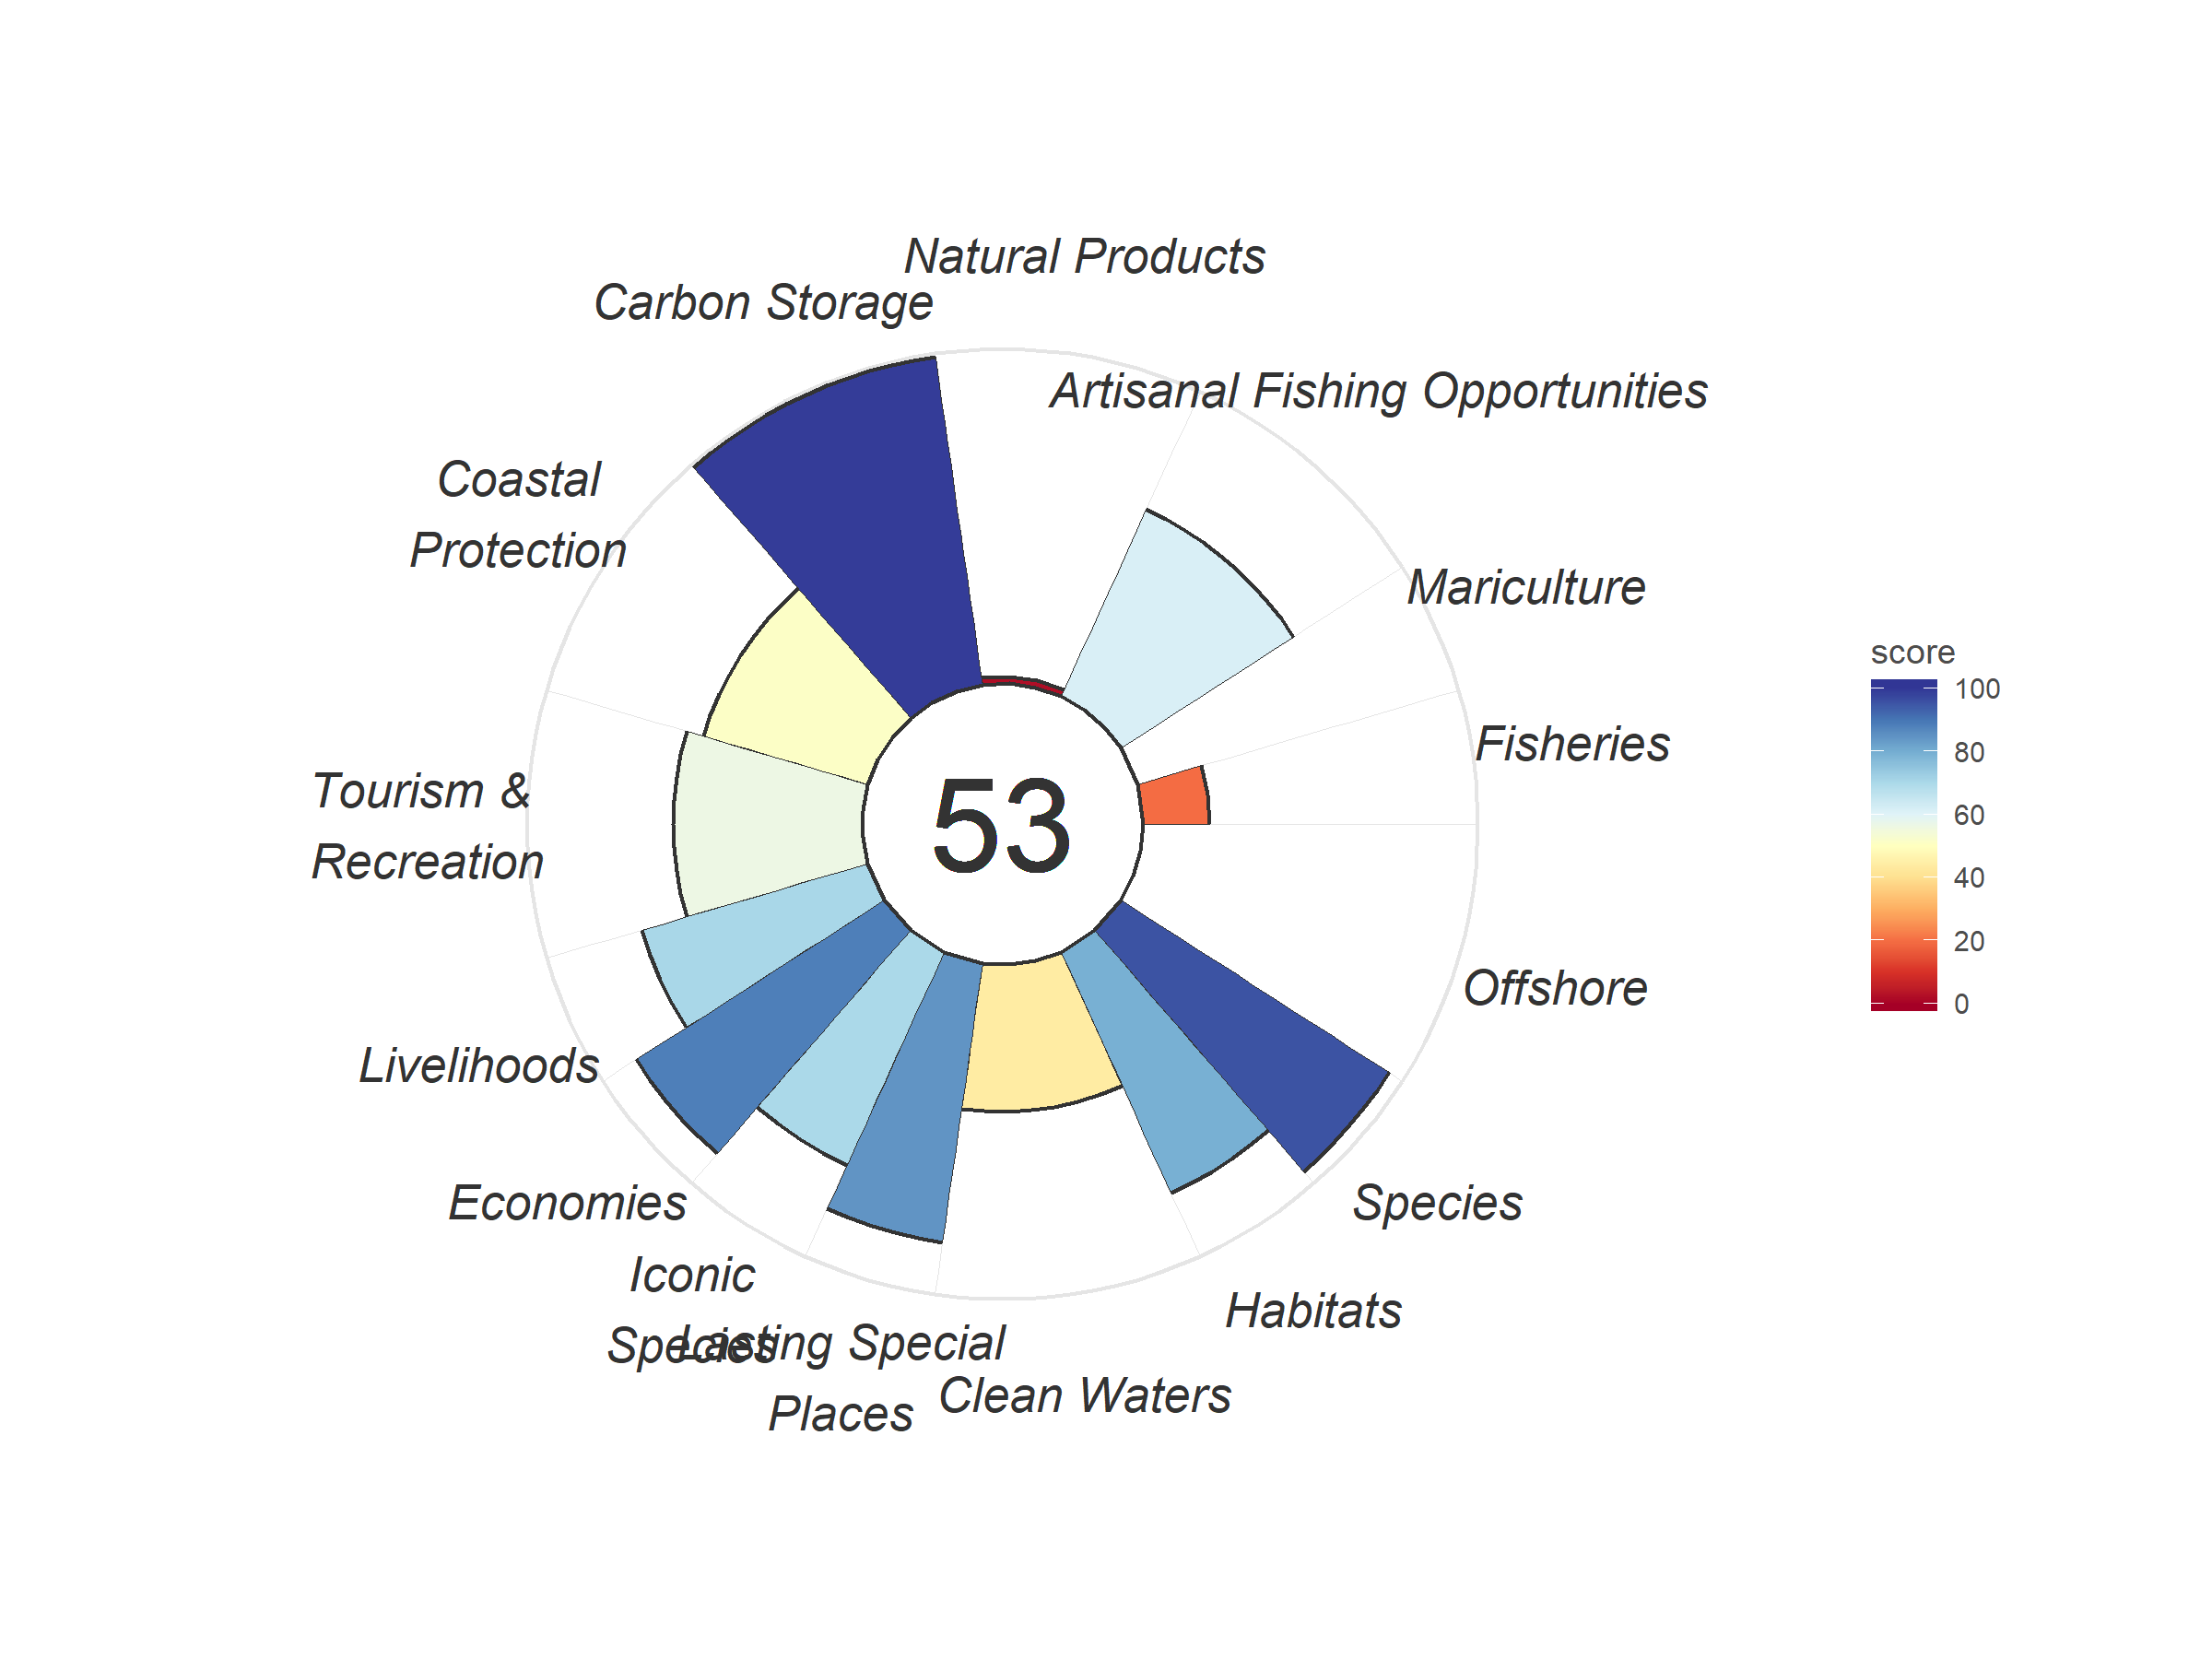 Natural Products
Carbon Storage
Artisanal Fishing Opportunities
Coastal
Protection
Mariculture
Fisheries
Tourism &
Recreation
53
Offshore
Livelihoods
Species
Economies
Iconic
Species
Habitats
Lasting Special
Places
Clean Waters
score
100
80
60
40
20
0